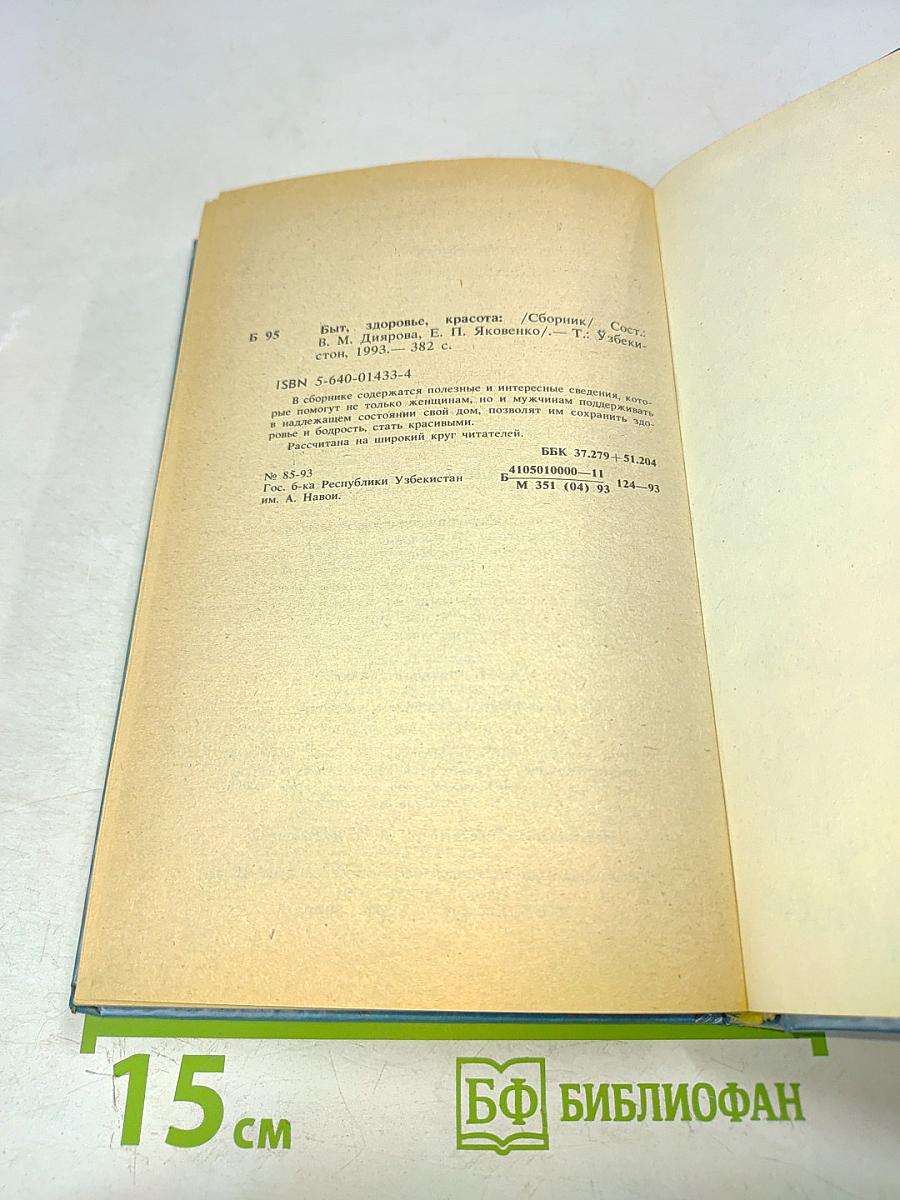 Б 95 Быт, здоровье, красота: /Сборник/ Сост.:
В. М. Диярова, Е. П. Яковенко/.— Т.: Ўзбеки-
стон, 1993.— 382 с.
ISBN 5-640-01433-4
В сборнике содержатся полезные и интересные сведения, кото-
рые помогут не только женщинам, но и мужчинам поддерживать
в надлежащем состоянии свой дом, позволят им сохранить здо-
ровье и бодрость, стать красивыми.
Рассчитана на широкий круг читателей.
ББК 37.279+51.204
№ 85-93
Гос. б-ка Республики Узбекистан
им. А. Навои.
Б 4105010000—11 124—93
М 351 (04) 93
15 см
БФ БИБЛИОФАН